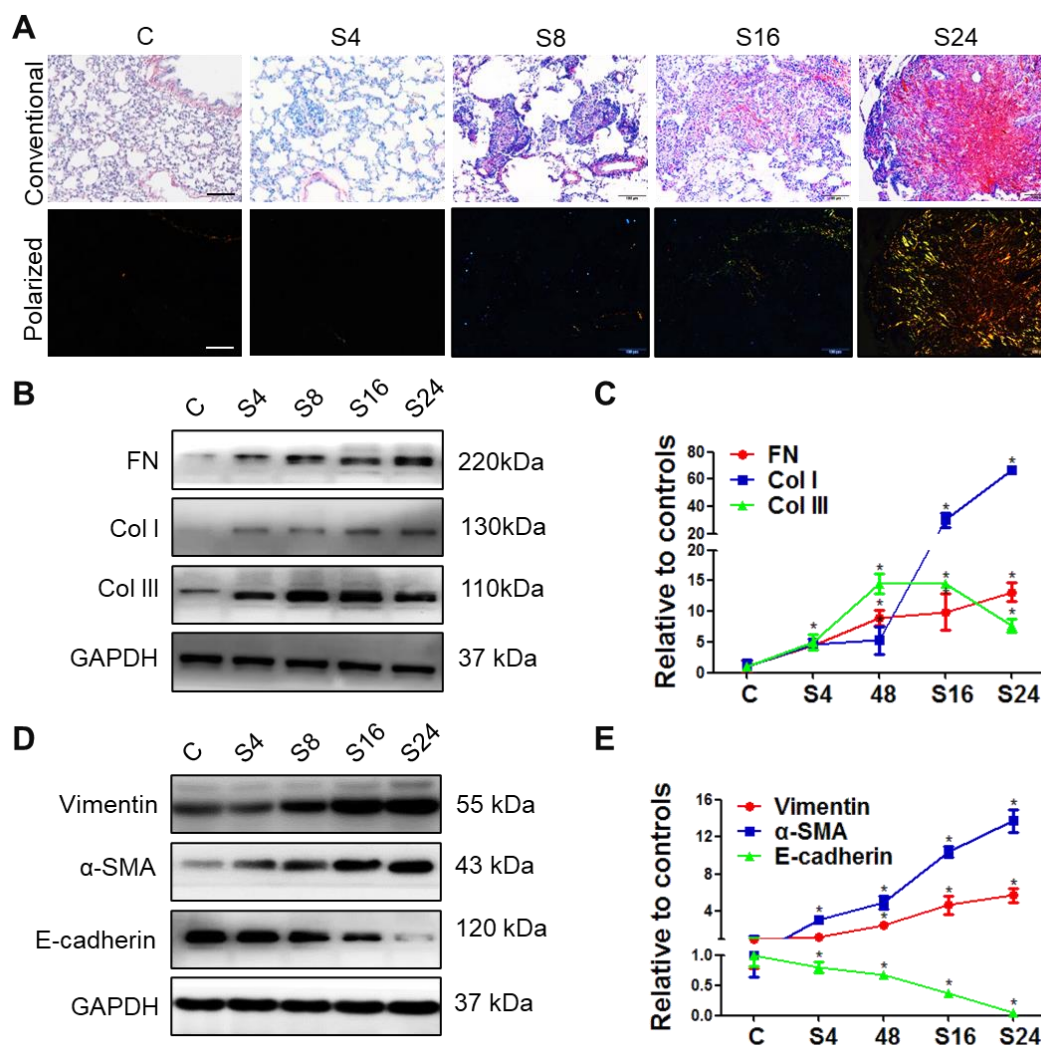 A
C S4 S8 S16 S24
Conventional
Polarized
B
C S4 S8 S16 S24
FN 220kDa
Col I 130kDa
Col III 110kDa
GAPDH 37 kDa
C
Relative to controls
FN
Col I
Col III
80
60
40
20
20
15
10
5
0
* * * * * * * * * *
C S4 48 S16 S24
D
C S4 S8 S16 S24
Vimentin 55 kDa
α-SMA 43 kDa
E-cadherin 120 kDa
GAPDH 37 kDa
E
Relative to controls
Vimentin
α-SMA
E-cadherin
16
12
8
4
1.0
0.5
0.0
* * * * * * * * * * *
C S4 48 S16 S24